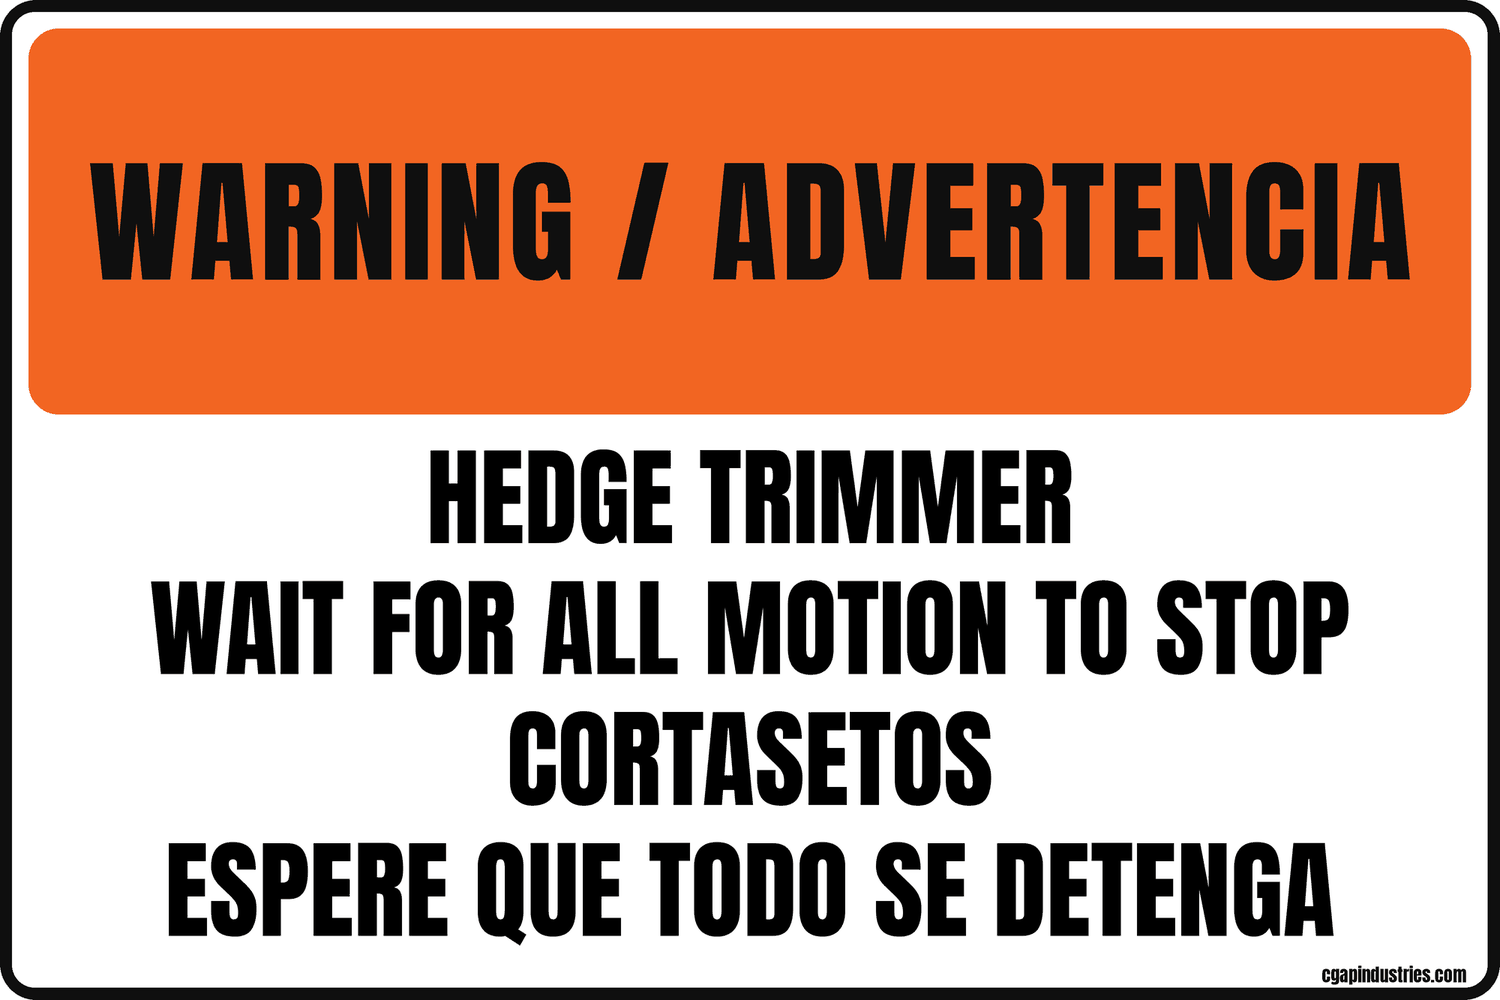 WARNING / ADVERTENCIA
HEDGE TRIMMER
WAIT FOR ALL MOTION TO STOP
CORTASETOS
ESPERE QUE TODO SE DETENGA
cgapindustries.com